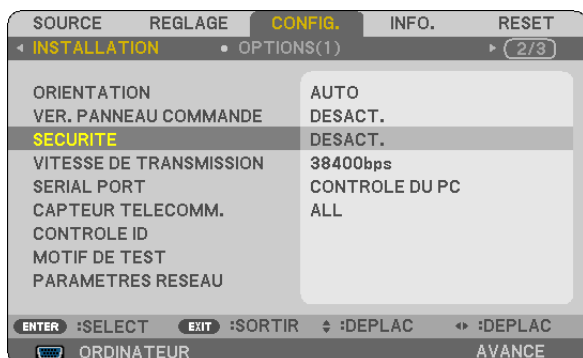 SOURCE REGLAGE CONFIG. INFO. RESET
INSTALLATION • OPTIONS(1) 2/3
ORIENTATION AUTO
VER. PANNEAU COMMANDE DESACT.
SECURITE DESACT.
VITESSE DE TRANSMISSION 38400bps
SERIAL PORT CONTROLE DU PC
CAPTEUR TELECOMM. ALL
CONTROLE ID
MOTIF DE TEST
PARAMETRES RESEAU
ENTER :SELECT EXIT :SORTIR :DEPLAC :DEPLAC
ORDINATEUR AVANCE